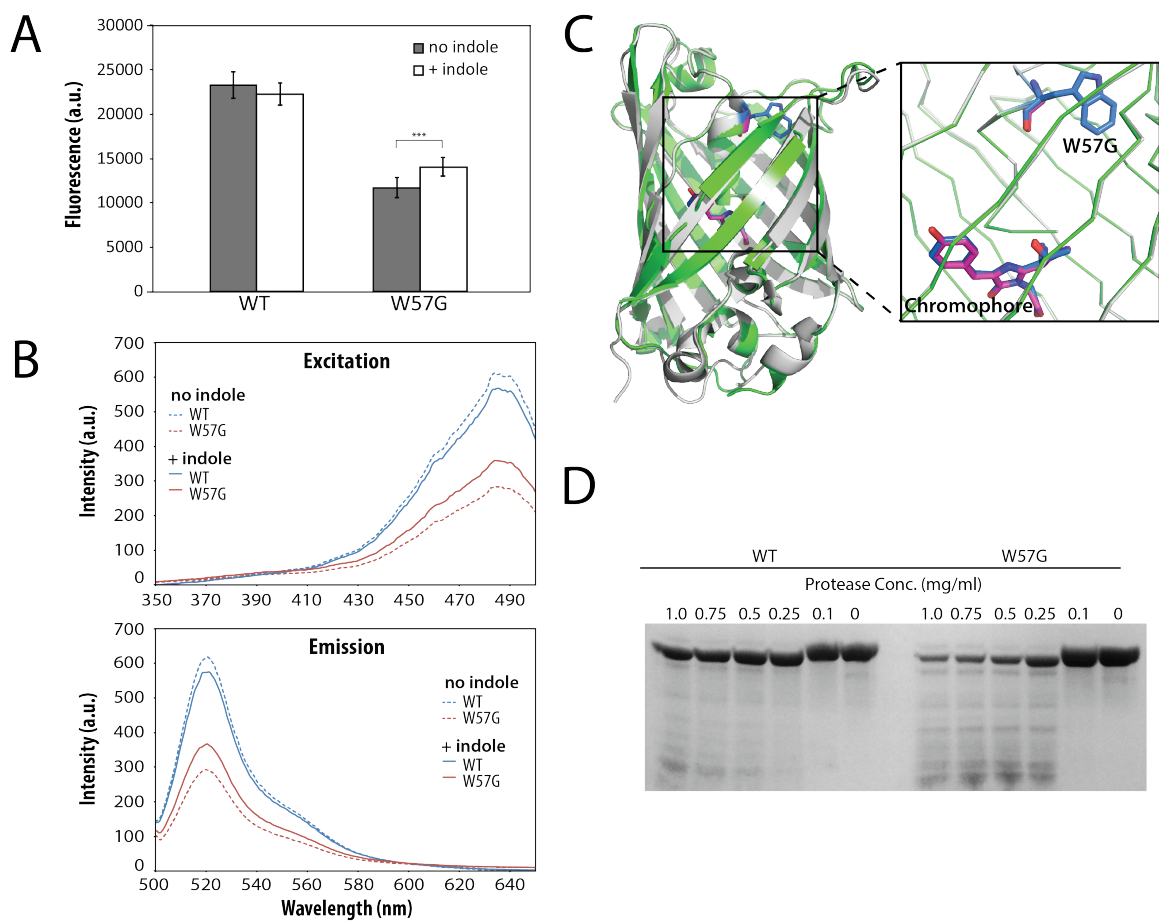 A
30000
25000
20000
15000
10000
5000
0
Fluorescence (a.u.)
no indole
+ indole
***
WT
W57G
B
700
600
500
400
300
200
100
0
Intensity (a.u.)
Excitation
no indole
WT
W57G
+ indole
WT
W57G
350 370 390 410 430 450 470 490
700
600
500
400
300
200
100
0
Intensity (a.u.)
Emission
no indole
WT
W57G
+ indole
WT
W57G
500 520 540 560 580 600 620 640
Wavelength (nm)
C
W57G
Chromophore
D
WT W57G
Protease Conc. (mg/ml)
1.0 0.75 0.5 0.25 0.1 0 1.0 0.75 0.5 0.25 0.1 0